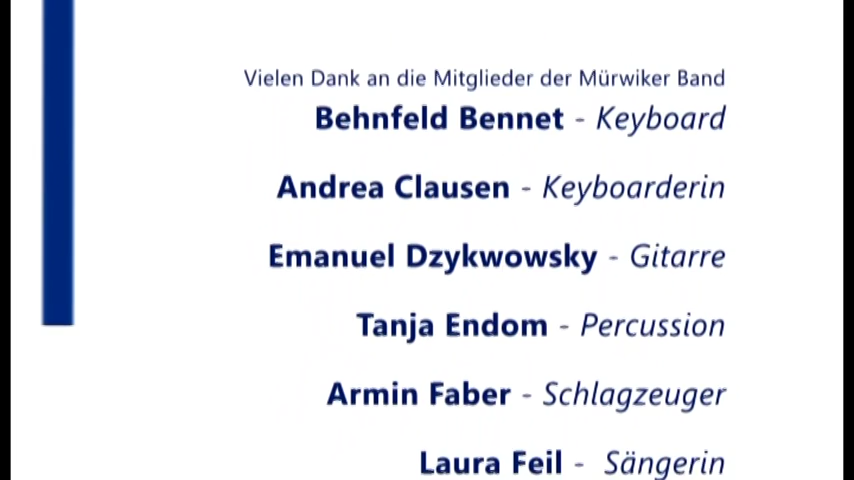 Vielen Dank an die Mitglieder der Mürwiker Band
Behnfeld Bennet - Keyboard
Andrea Clausen - Keyboarderin
Emanuel Dzykwowsky - Gitarre
Tanja Endom - Percussion
Armin Faber - Schlagzeuger
Laura Feil - Sängerin